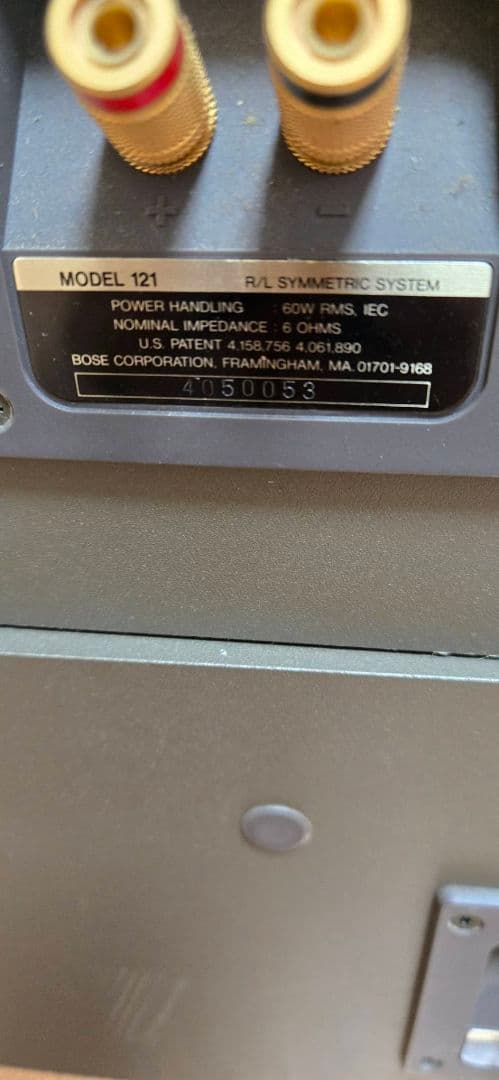 + −
MODEL 121 R/L SYMMETRIC SYSTEM
POWER HANDLING : 60W RMS, IEC
NOMINAL IMPEDANCE : 6 OHMS
U.S. PATENT 4.158.756 4.061.890
BOSE CORPORATION, FRAMINGHAM, MA. 01701-9168
4050053